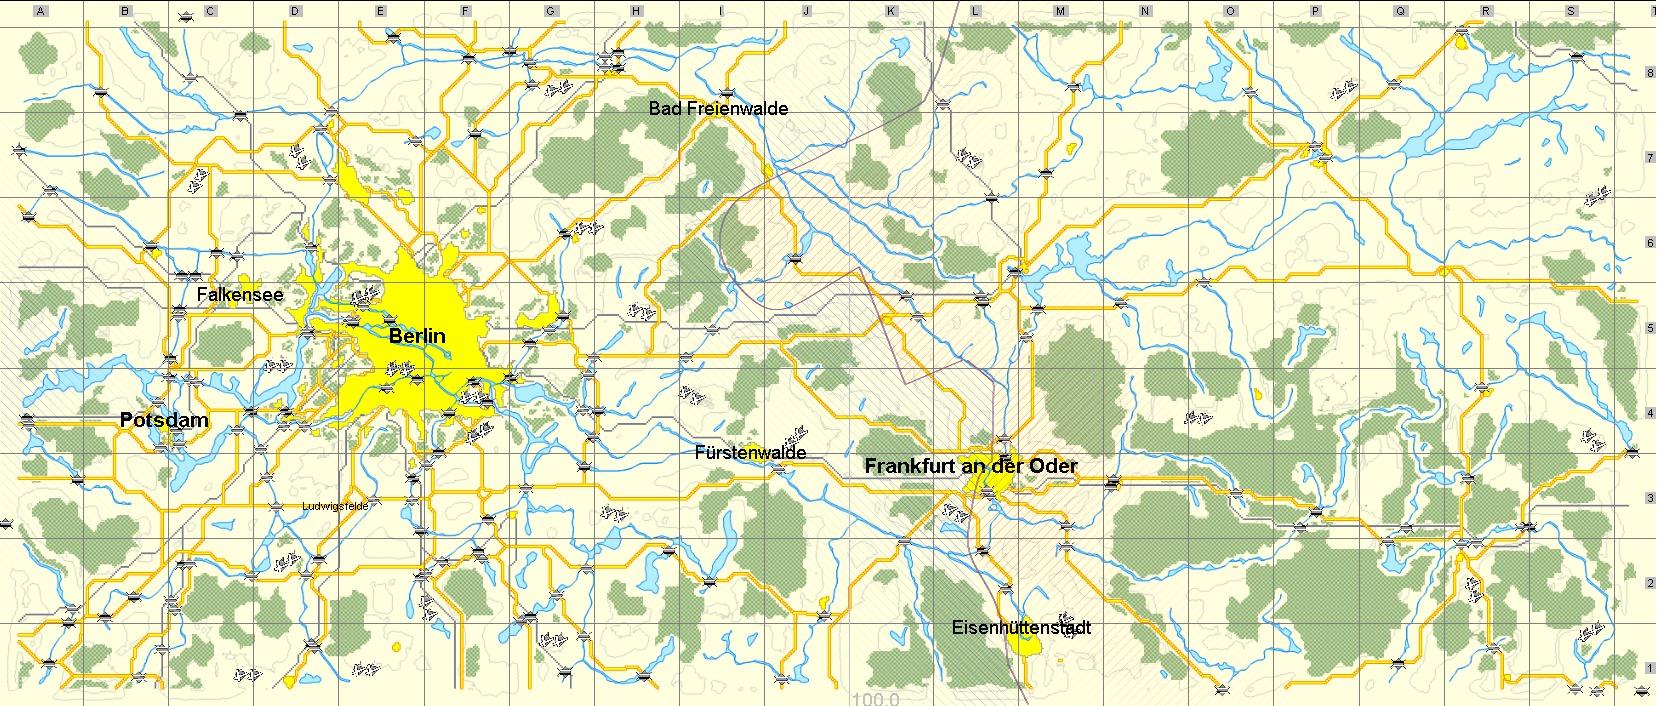 A B C D E F G H I J K L M N O P Q R S T
8
Bad Freienwalde
7
6
Falkensee
5
Berlin
4
Potsdam
Fürstenwalde
Frankfurt an der Oder
3
Ludwigsfelde
2
Eisenhüttenstadt
1
100.0